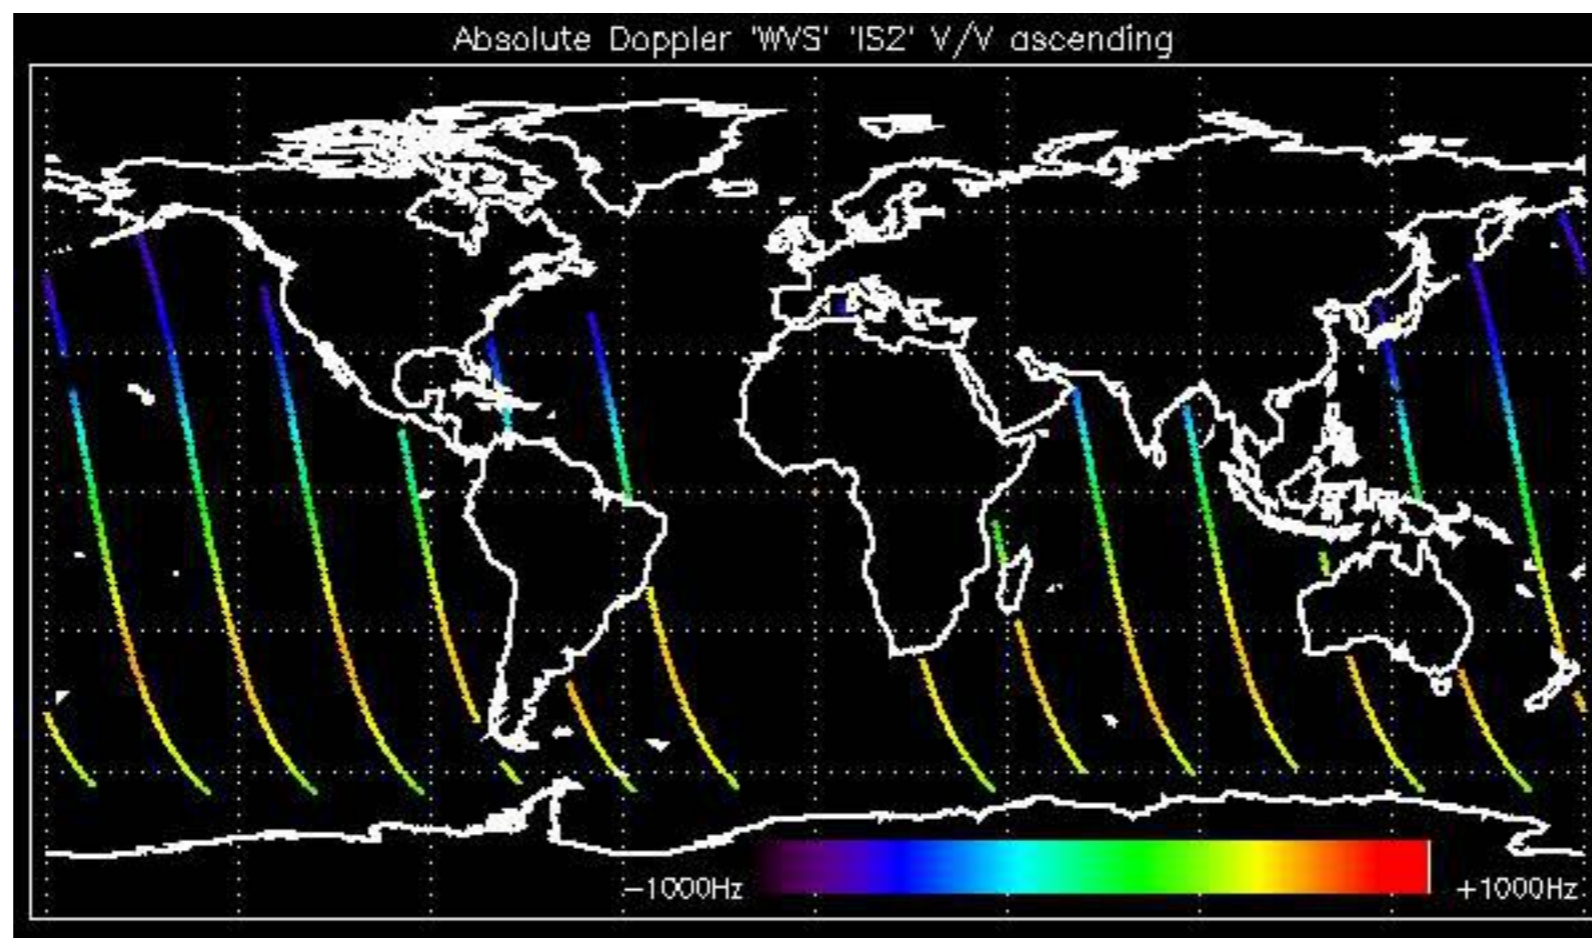 Absolute Doppler 'WVS' 'IS2' V/V ascending
-1000Hz +1000Hz